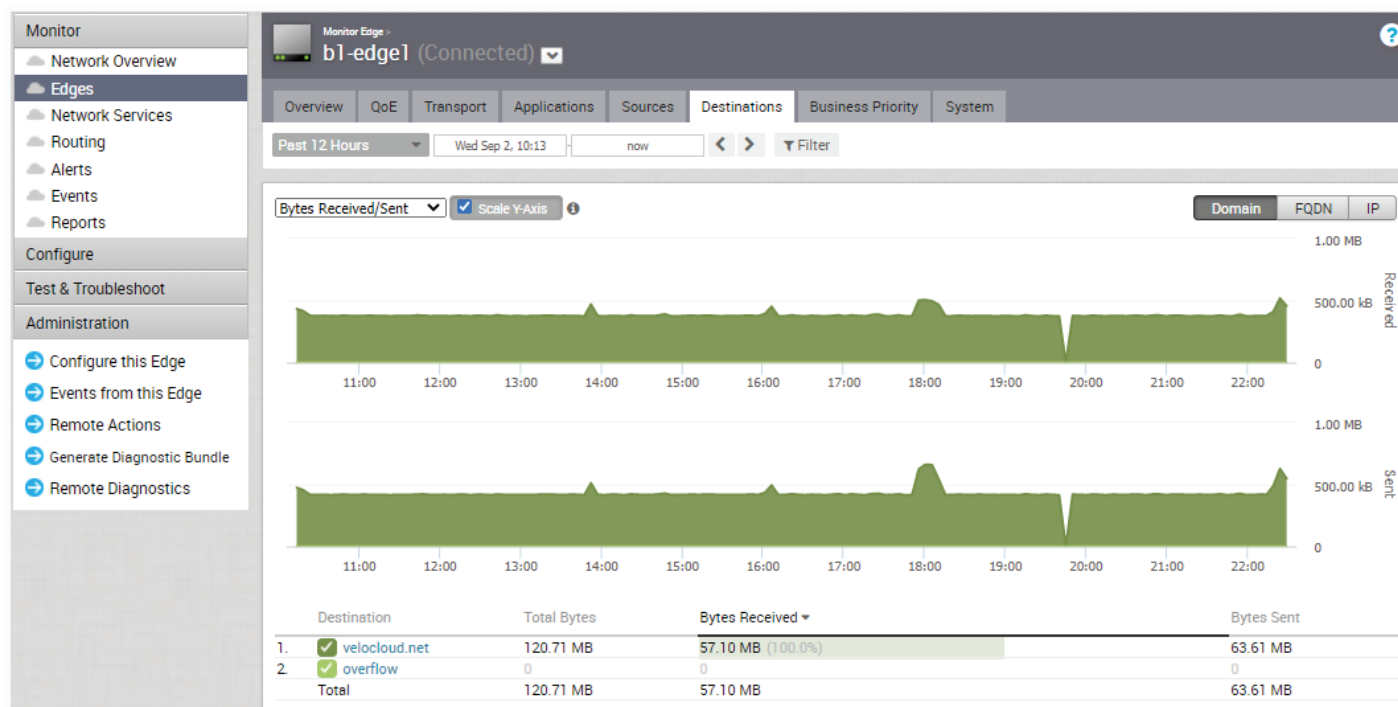 Monitor
Network Overview
Edges
Network Services
Routing
Alerts
Events
Reports
Configure
Test & Troubleshoot
Administration
Configure this Edge
Events from this Edge
Remote Actions
Generate Diagnostic Bundle
Remote Diagnostics
Monitor Edge >
b1-edge1 (Connected)
?
Overview QoE Transport Applications Sources Destinations Business Priority System
Past 12 Hours Wed Sep 2, 10:13 - now Filter
Bytes Received/Sent Scale Y-Axis Domain FQDN IP
1.00 MB
500.00 kB
0
Received
11:00 12:00 13:00 14:00 15:00 16:00 17:00 18:00 19:00 20:00 21:00 22:00
1.00 MB
500.00 kB
0
Sent
11:00 12:00 13:00 14:00 15:00 16:00 17:00 18:00 19:00 20:00 21:00 22:00
Destination Total Bytes Bytes Received Bytes Sent
1. velocloud.net 120.71 MB 57.10 MB (100.0%) 63.61 MB
2. overflow 0 0 0
Total 120.71 MB 57.10 MB 63.61 MB